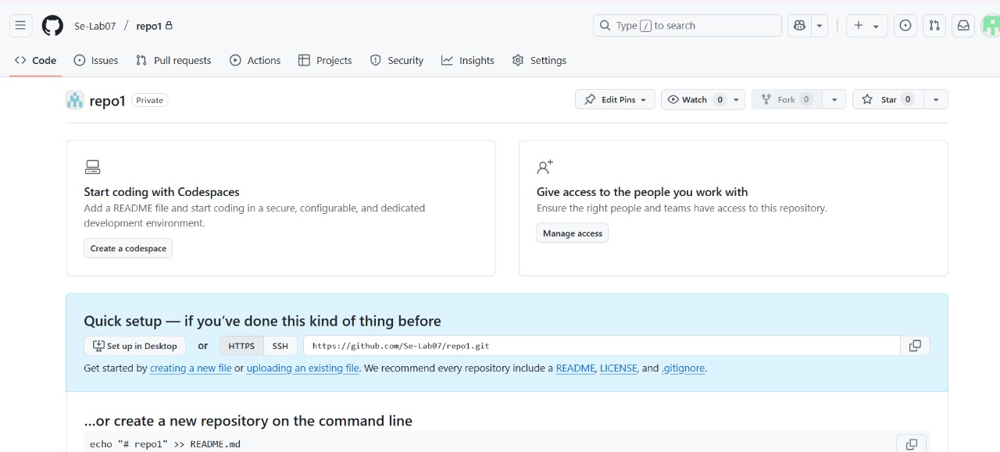 Se-Lab07 / repo1
Type / to search
Code Issues Pull requests Actions Projects Security Insights Settings
repo1 Private
Edit Pins Watch 0 Fork 0 Star 0
Start coding with Codespaces
Add a README file and start coding in a secure, configurable, and dedicated
development environment.
Create a codespace
Give access to the people you work with
Ensure the right people and teams have access to this repository.
Manage access
Quick setup — if you’ve done this kind of thing before
Set up in Desktop or HTTPS SSH https://github.com/Se-Lab07/repo1.git
Get started by creating a new file or uploading an existing file. We recommend every repository include a README, LICENSE, and .gitignore.
…or create a new repository on the command line
echo "# repo1" >> README.md